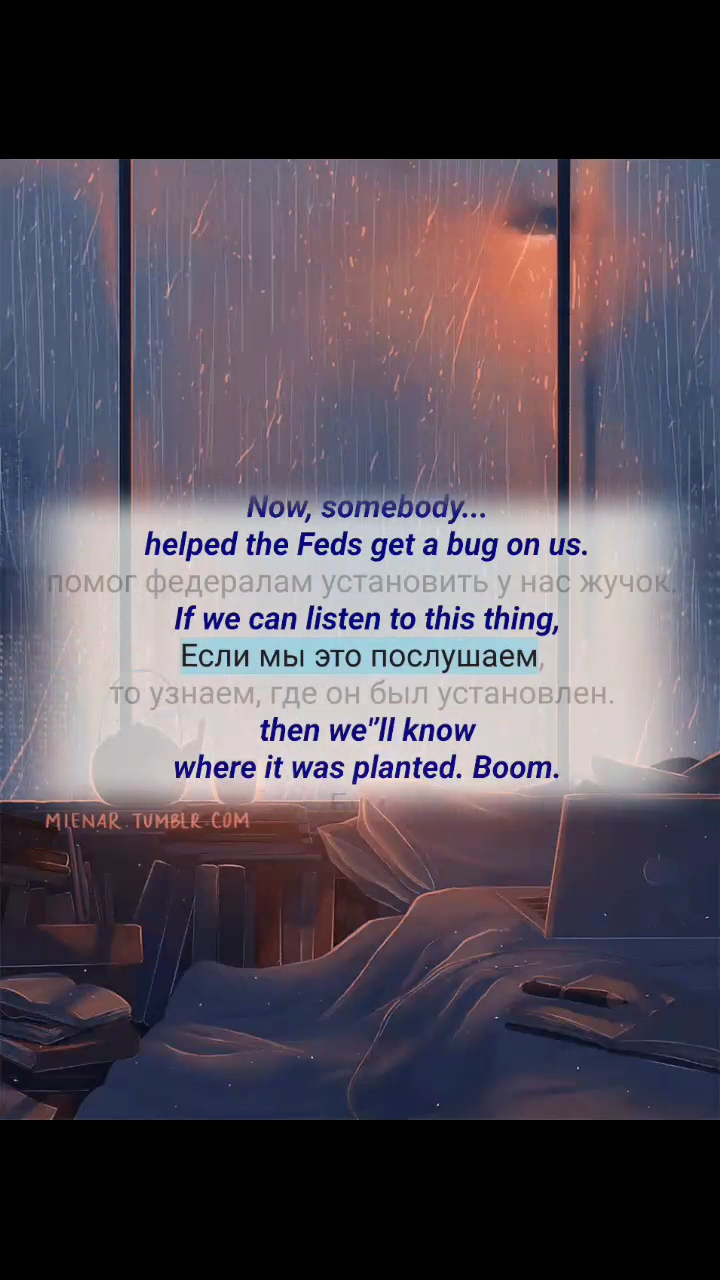 Now, somebody...
helped the Feds get a bug on us.
помог федералам установить у нас жучок.
If we can listen to this thing,
Если мы это послушаем,
то узнаем, где он был установлен.
then we"ll know
where it was planted. Boom.
MIENAR.TUMBLR.COM